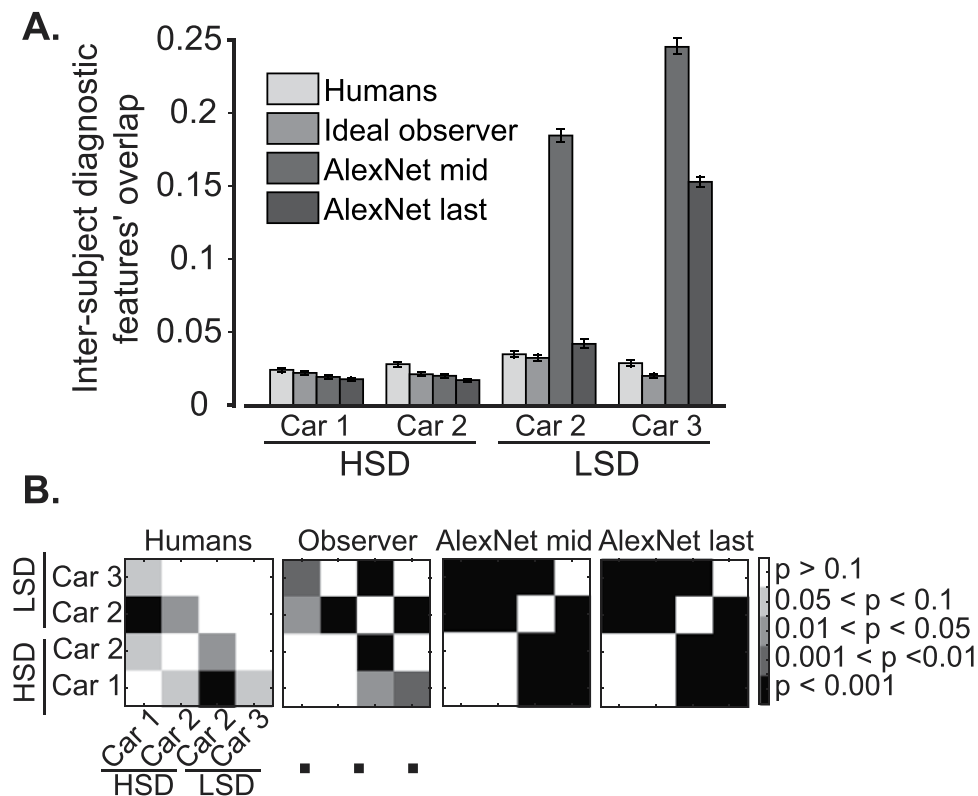 A.
Inter-subject diagnostic
features' overlap
0.25
0.2
0.15
0.1
0.05
0
Humans
Ideal observer
AlexNet mid
AlexNet last
Car 1 Car 2 Car 2 Car 3
HSD LSD
B.
Humans Observer AlexNet mid AlexNet last
LSD
Car 3
Car 2
HSD
Car 2
Car 1
p > 0.1
0.05 < p < 0.1
0.01 < p < 0.05
0.001 < p <0.01
p < 0.001
Car 1 Car 2 Car 2 Car 3
HSD LSD